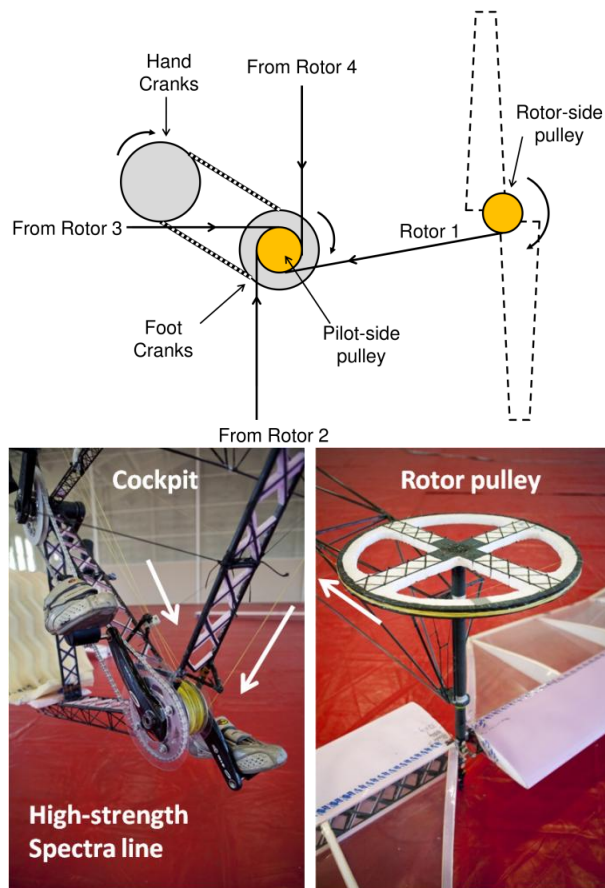 Hand
Cranks
From Rotor 4
Rotor-side
pulley
From Rotor 3
Rotor 1
Foot
Cranks
Pilot-side
pulley
From Rotor 2
Cockpit
Rotor pulley
High-strength
Spectra line